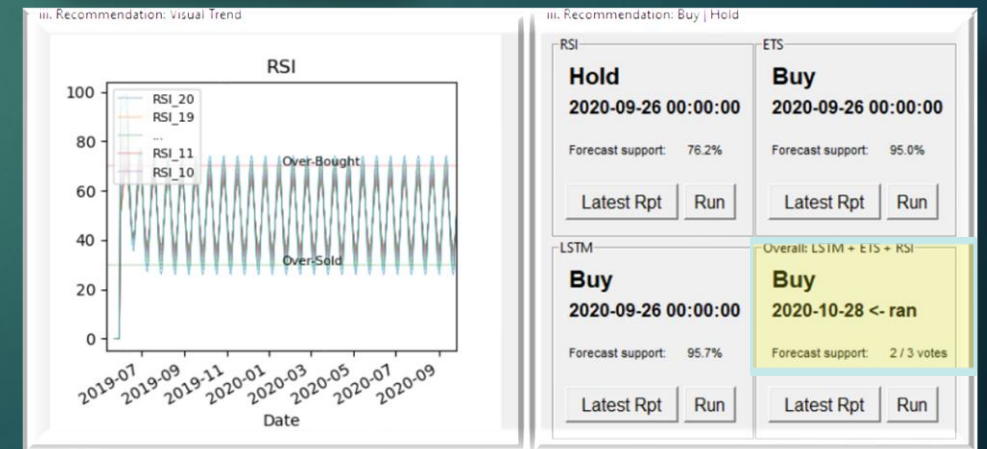 iii. Recommendation: Visual Trend
RSI
100
80
60
40
20
0
RSI_20
RSI_19
...
RSI_11
RSI_10
Over-Bought
Over-Sold
2019-07
2019-09
2019-11
2020-01
2020-03
2020-05
2020-07
2020-09
Date
iii. Recommendation: Buy | Hold
RSI
Hold
2020-09-26 00:00:00
Forecast support: 76.2%
Latest Rpt Run
ETS
Buy
2020-09-26 00:00:00
Forecast support: 95.0%
Latest Rpt Run
LSTM
Buy
2020-09-26 00:00:00
Forecast support: 95.7%
Latest Rpt Run
Overall: LSTM + ETS + RSI
Buy
2020-10-28 <- ran
Forecast support: 2 / 3 votes
Latest Rpt Run